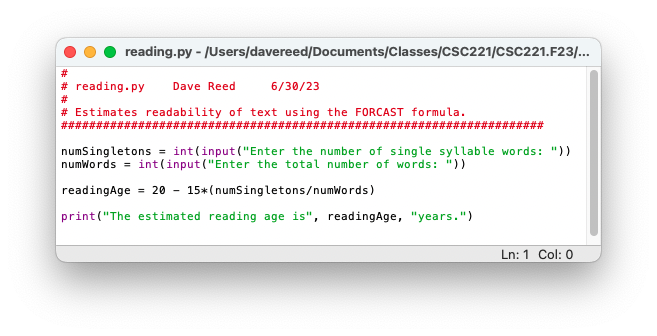 reading.py - /Users/davereed/Documents/Classes/CSC221/CSC221.F23/...
#
# reading.py    Dave Reed      6/30/23
#
# Estimates readability of text using the FORCAST formula.
#####################################################################
numSingletons = int(input("Enter the number of single syllable words: "))
numWords = int(input("Enter the total number of words: "))
readingAge = 20 - 15*(numSingletons/numWords)
print("The estimated reading age is", readingAge, "years.")
Ln: 1  Col: 0